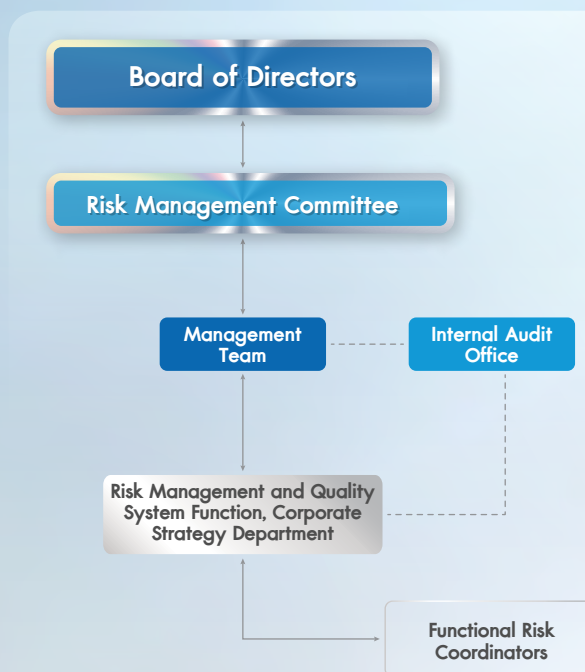 Board of Directors
Risk Management Committee
Management
Team
Internal Audit
Office
Risk Management and Quality
System Function, Corporate
Strategy Department
Functional Risk
Coordinators